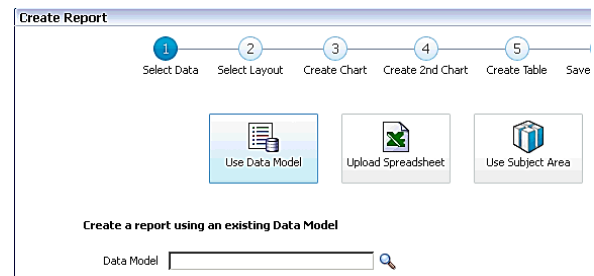 Create Report
1 2 3 4 5
Select Data Select Layout Create Chart Create 2nd Chart Create Table Save
Use Data Model Upload Spreadsheet Use Subject Area
Create a report using an existing Data Model
Data Model